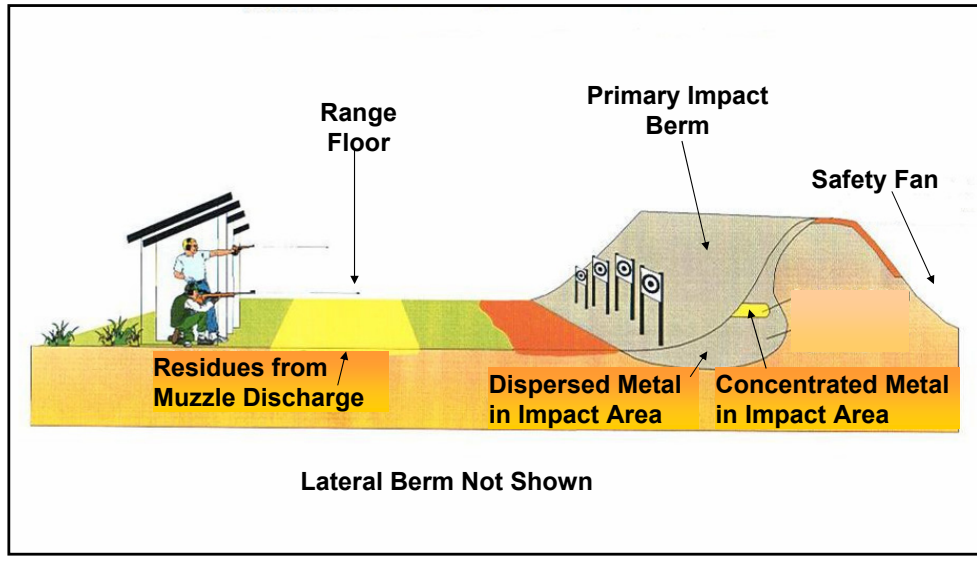 Range
Floor
Primary Impact
Berm
Safety Fan
Residues from
Muzzle Discharge
Dispersed Metal
in Impact Area
Concentrated Metal
in Impact Area
Lateral Berm Not Shown